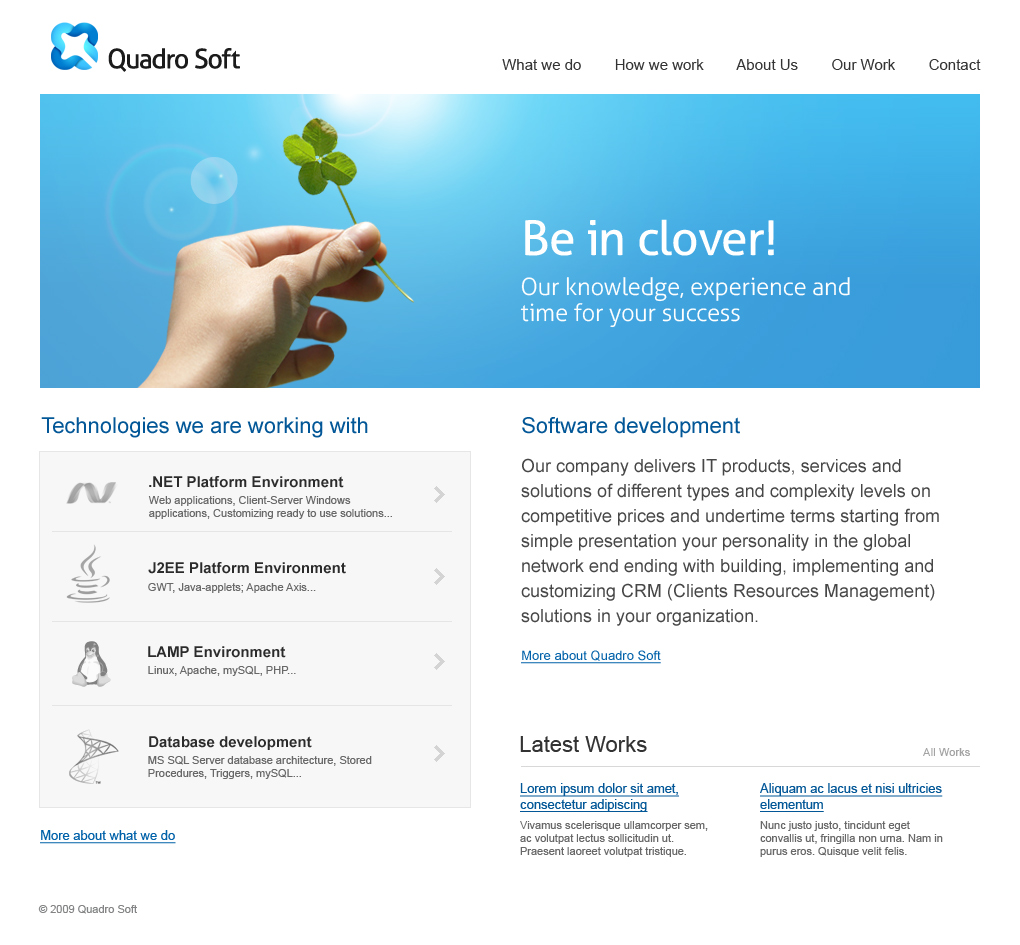 Quadro Soft
What we do
How we work
About Us
Our Work
Contact
Be in clover!
Our knowledge, experience and
time for your success
Technologies we are working with
.NET Platform Environment
Web applications, Client-Server Windows
applications, Customizing ready to use solutions...
J2EE Platform Environment
GWT, Java-applets; Apache Axis...
LAMP Environment
Linux, Apache, mySQL, PHP...
Database development
MS SQL Server database architecture, Stored
Procedures, Triggers, mySQL...
More about what we do
Software development
Our company delivers IT products, services and
solutions of different types and complexity levels on
competitive prices and undertime terms starting from
simple presentation your personality in the global
network end ending with building, implementing and
customizing CRM (Clients Resources Management)
solutions in your organization.
More about Quadro Soft
Latest Works
All Works
Lorem ipsum dolor sit amet,
consectetur adipiscing
Vivamus scelerisque ullamcorper sem,
ac volutpat lectus sollicitudin ut.
Praesent laoreet volutpat tristique.
Aliquam ac lacus et nisi ultricies
elementum
Nunc justo justo, tincidunt eget
convallis ut, fringilla non urna. Nam in
purus eros. Quisque velit felis.
© 2009 Quadro Soft